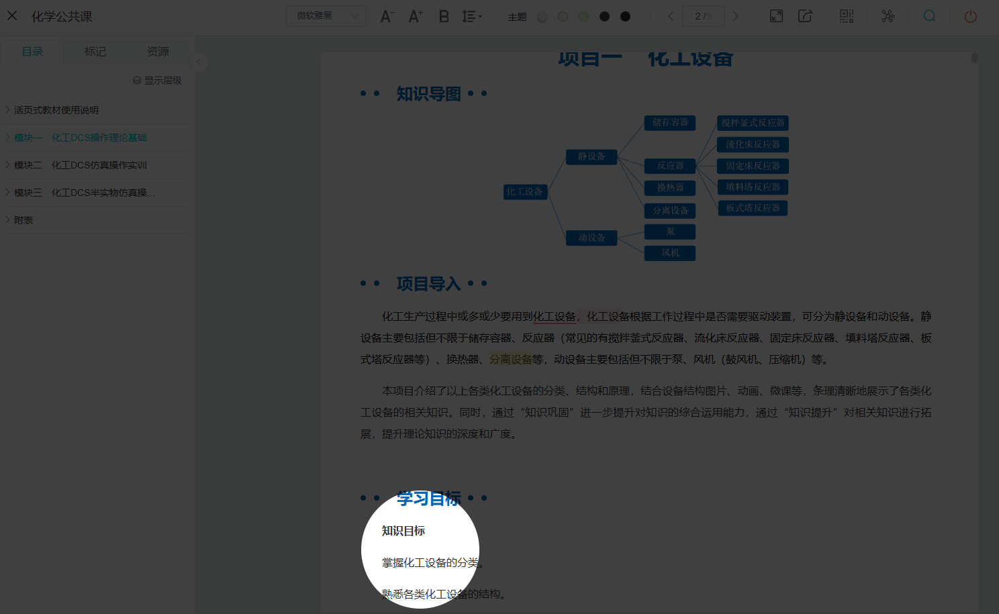 化学公共课
微软雅黑
A⁻ A⁺ B
主题
2 /5
目录 标记 资源
显示层级
活页式教材使用说明
模块一 化工DCS操作理论基础
模块二 化工DCS仿真操作实训
模块三 化工DCS半实物仿真操...
附表
项目一 化工设备
知识导图
储存容器
搅拌釜式反应器
流化床反应器
静设备
反应器
固定床反应器
换热器
填料塔反应器
化工设备
分离设备
板式塔反应器
泵
动设备
风机
项目导入
化工生产过程中或多或少要用到化工设备，化工设备根据工作过程中是否需要驱动装置，可分为静设备和动设备。静
设备主要包括但不限于储存容器、反应器（常见的有搅拌釜式反应器、流化床反应器、固定床反应器、填料塔反应器、板
式塔反应器等）、换热器、分离设备等，动设备主要包括但不限于泵、风机（鼓风机、压缩机）等。
本项目介绍了以上各类化工设备的分类、结构和原理，结合设备结构图片、动画、微课等，条理清晰地展示了各类化
工设备的相关知识。同时，通过“知识巩固”进一步提升对知识的综合运用能力，通过“知识提升”对相关知识进行拓
展，提升理论知识的深度和广度。
学习目标
知识目标
掌握化工设备的分类。
熟悉各类化工设备的结构。